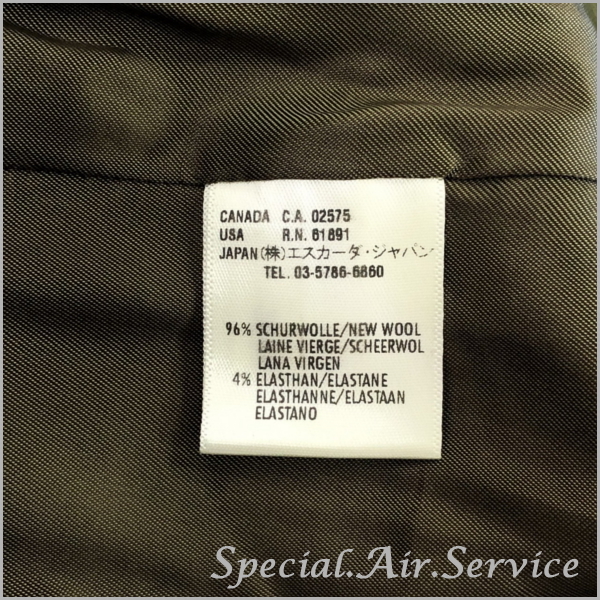 CANADA C.A. 02575
USA R.N. 61891
JAPAN(株)エスカーダ・ジャパン
TEL. 03-5786-6860
96% SCHURWOLLE/NEW WOOL
LAINE VIERGE/SCHEERWOL
LANA VIRGEN
4% ELASTHAN/ELASTANE
ELASTHANNE/ELASTAAN
ELASTANO
Special.Air.Service